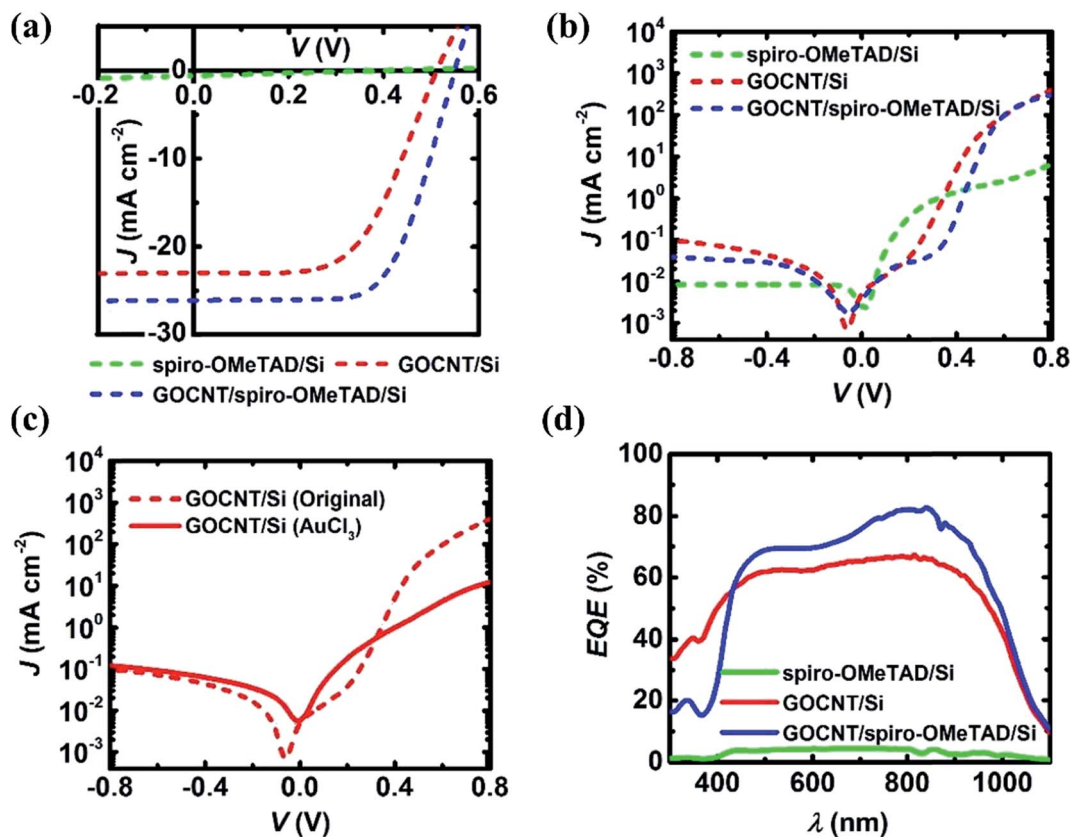 (a)
V (V)
0
-0.2 0.0 0.2 0.4 0.6
-10
-20
-30
J (mA cm⁻²)
spiro-OMeTAD/Si GOCNT/Si
GOCNT/spiro-OMeTAD/Si
(b)
10⁴
10³
10²
10¹
10⁰
10⁻¹
10⁻²
10⁻³
J (mA cm⁻²)
spiro-OMeTAD/Si
GOCNT/Si
GOCNT/spiro-OMeTAD/Si
-0.8 -0.4 0.0 0.4 0.8
V (V)
(c)
10⁴
10³
10²
10¹
10⁰
10⁻¹
10⁻²
10⁻³
J (mA cm⁻²)
GOCNT/Si (Original)
GOCNT/Si (AuCl₃)
-0.8 -0.4 0.0 0.4 0.8
V (V)
(d)
100
80
60
40
20
0
EQE (%)
spiro-OMeTAD/Si
GOCNT/Si
GOCNT/spiro-OMeTAD/Si
400 600 800 1000
λ (nm)